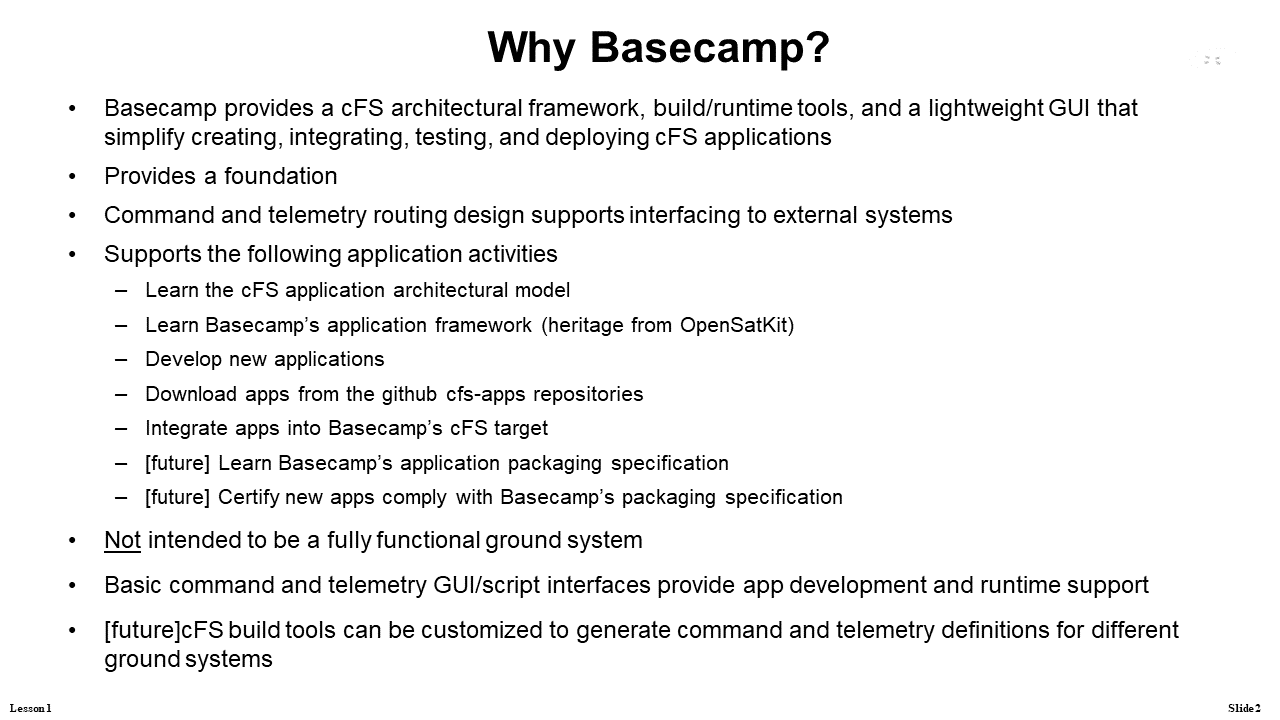 Why Basecamp?
• Basecamp provides a cFS architectural framework, build/runtime tools, and a lightweight GUI that
simplify creating, integrating, testing, and deploying cFS applications
• Provides a foundation
• Command and telemetry routing design supports interfacing to external systems
• Supports the following application activities
– Learn the cFS application architectural model
– Learn Basecamp’s application framework (heritage from OpenSatKit)
– Develop new applications
– Download apps from the github cfs-apps repositories
– Integrate apps into Basecamp’s cFS target
– [future] Learn Basecamp’s application packaging specification
– [future] Certify new apps comply with Basecamp’s packaging specification
• Not intended to be a fully functional ground system
• Basic command and telemetry GUI/script interfaces provide app development and runtime support
• [future]cFS build tools can be customized to generate command and telemetry definitions for different
ground systems
Lesson 1
Slide 2